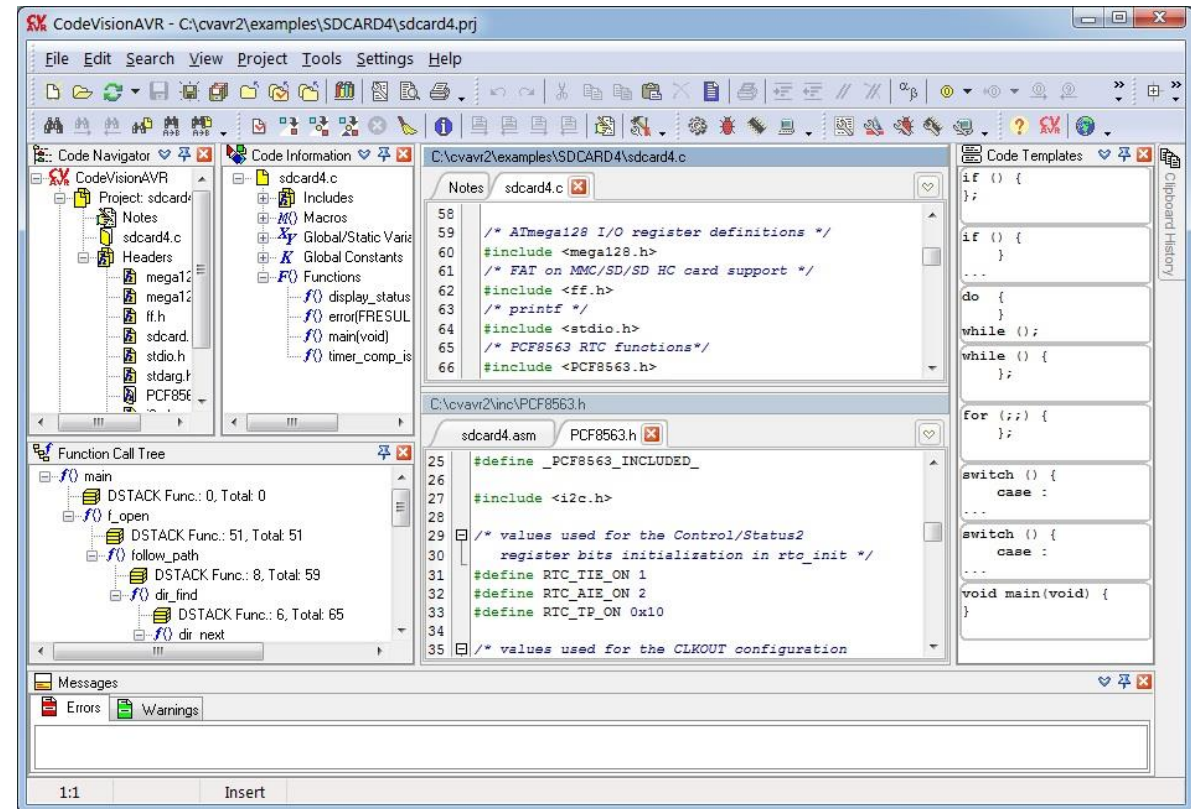 CodeVisionAVR - C:\cvavr2\examples\SDCARD4\sdcard4.prj
File Edit Search View Project Tools Settings Help
Code Navigator
CodeVisionAVR
Project: sdcard4
Notes
sdcard4.c
Headers
mega12
mega12
ff.h
sdcard.
stdio.h
stdarg.h
PCF856
Code Information
sdcard4.c
Includes
M() Macros
Xy Global/Static Varia
K Global Constants
F() Functions
f() display_status
f() error(FRESUL
f() main(void)
f() timer_comp_is
Function Call Tree
f() main
DSTACK Func.: 0, Total: 0
f() f_open
DSTACK Func.: 51, Total: 51
f() follow_path
DSTACK Func.: 8, Total: 59
f() dir_find
DSTACK Func.: 6, Total: 65
f() dir_next
C:\cvavr2\examples\SDCARD4\sdcard4.c
Notes sdcard4.c
58
59 /* ATmega128 I/O register definitions */
60 #include <mega128.h>
61 /* FAT on MMC/SD/SD HC card support */
62 #include <ff.h>
63 /* printf */
64 #include <stdio.h>
65 /* PCF8563 RTC functions*/
66 #include <PCF8563.h>
C:\cvavr2\inc\PCF8563.h
sdcard4.asm PCF8563.h
25 #define _PCF8563_INCLUDED_
26
27 #include <i2c.h>
28
29 /* values used for the Control/Status2
30 register bits initialization in rtc_init */
31 #define RTC_TIE_ON 1
32 #define RTC_AIE_ON 2
33 #define RTC_TP_ON 0x10
34
35 /* values used for the CLKOUT configuration
Code Templates
if () {
};
if () {
}
...
do {
}
while ();
while () {
};
for (;;) {
};
switch () {
case :
...
switch () {
case :
...
void main(void) {
}
Clipboard History
Messages
Errors Warnings
1:1 Insert